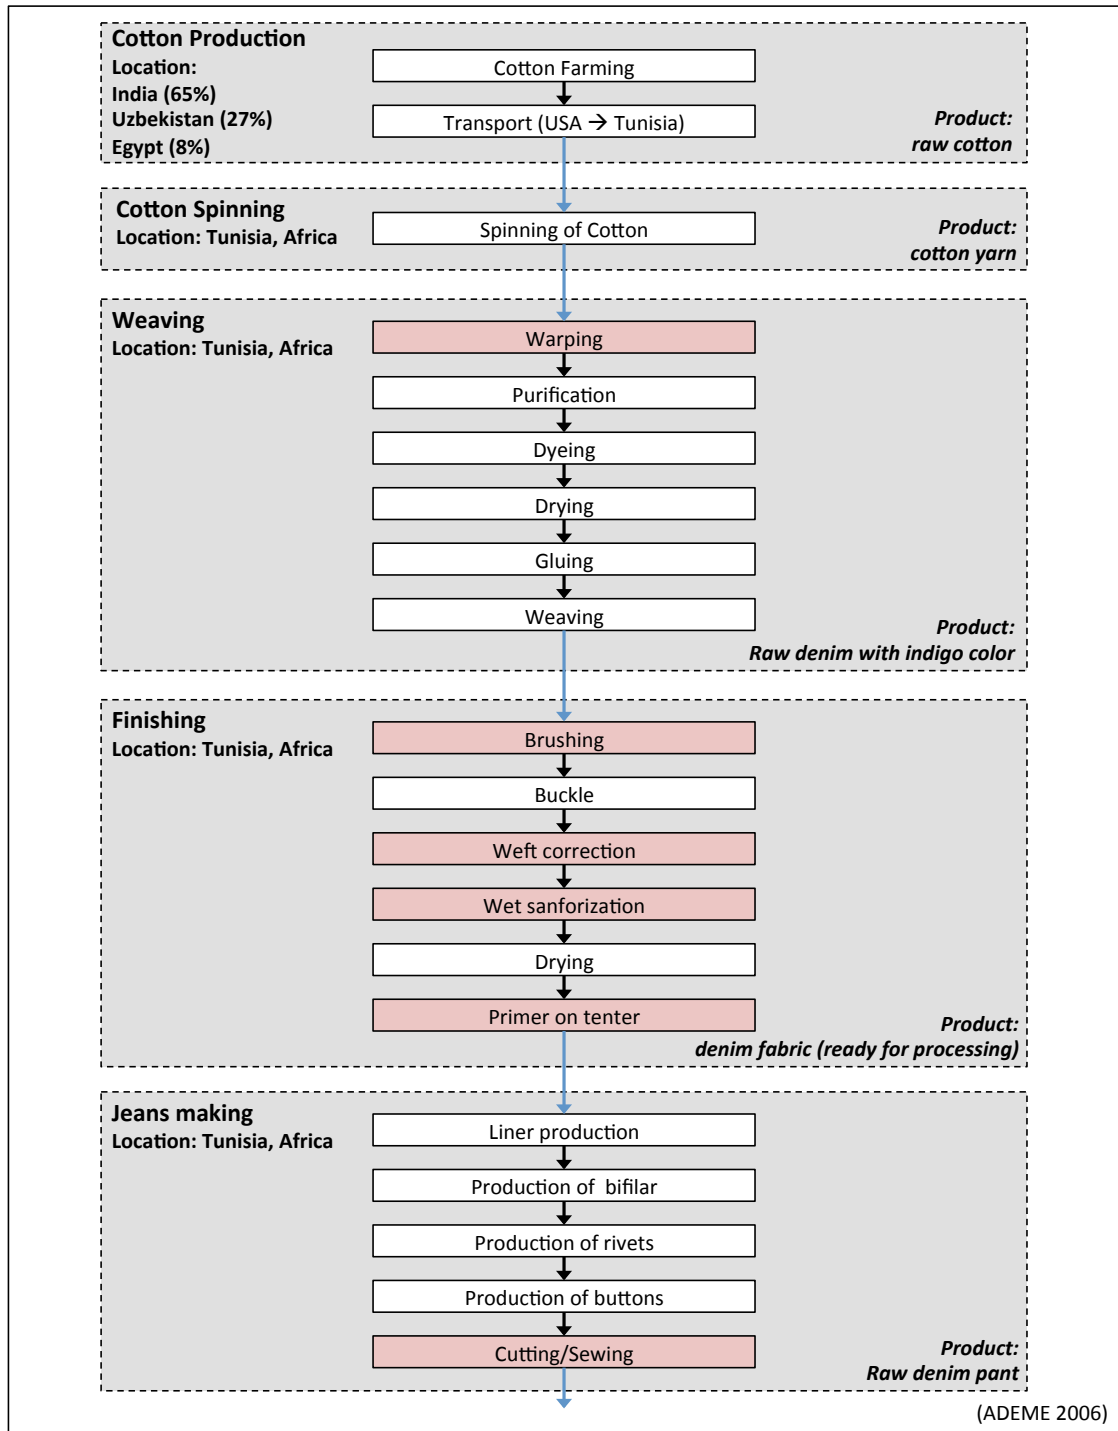 Cotton Production
Location:
India (65%)
Uzbekistan (27%)
Egypt (8%)
Cotton Farming
Transport (USA → Tunisia)
Product:
raw cotton
Cotton Spinning
Location: Tunisia, Africa
Spinning of Cotton
Product:
cotton yarn
Weaving
Location: Tunisia, Africa
Warping
Purification
Dyeing
Drying
Gluing
Weaving
Product:
Raw denim with indigo color
Finishing
Location: Tunisia, Africa
Brushing
Buckle
Weft correction
Wet sanforization
Drying
Primer on tenter
Product:
denim fabric (ready for processing)
Jeans making
Location: Tunisia, Africa
Liner production
Production of bifilar
Production of rivets
Production of buttons
Cutting/Sewing
Product:
Raw denim pant
(ADEME 2006)